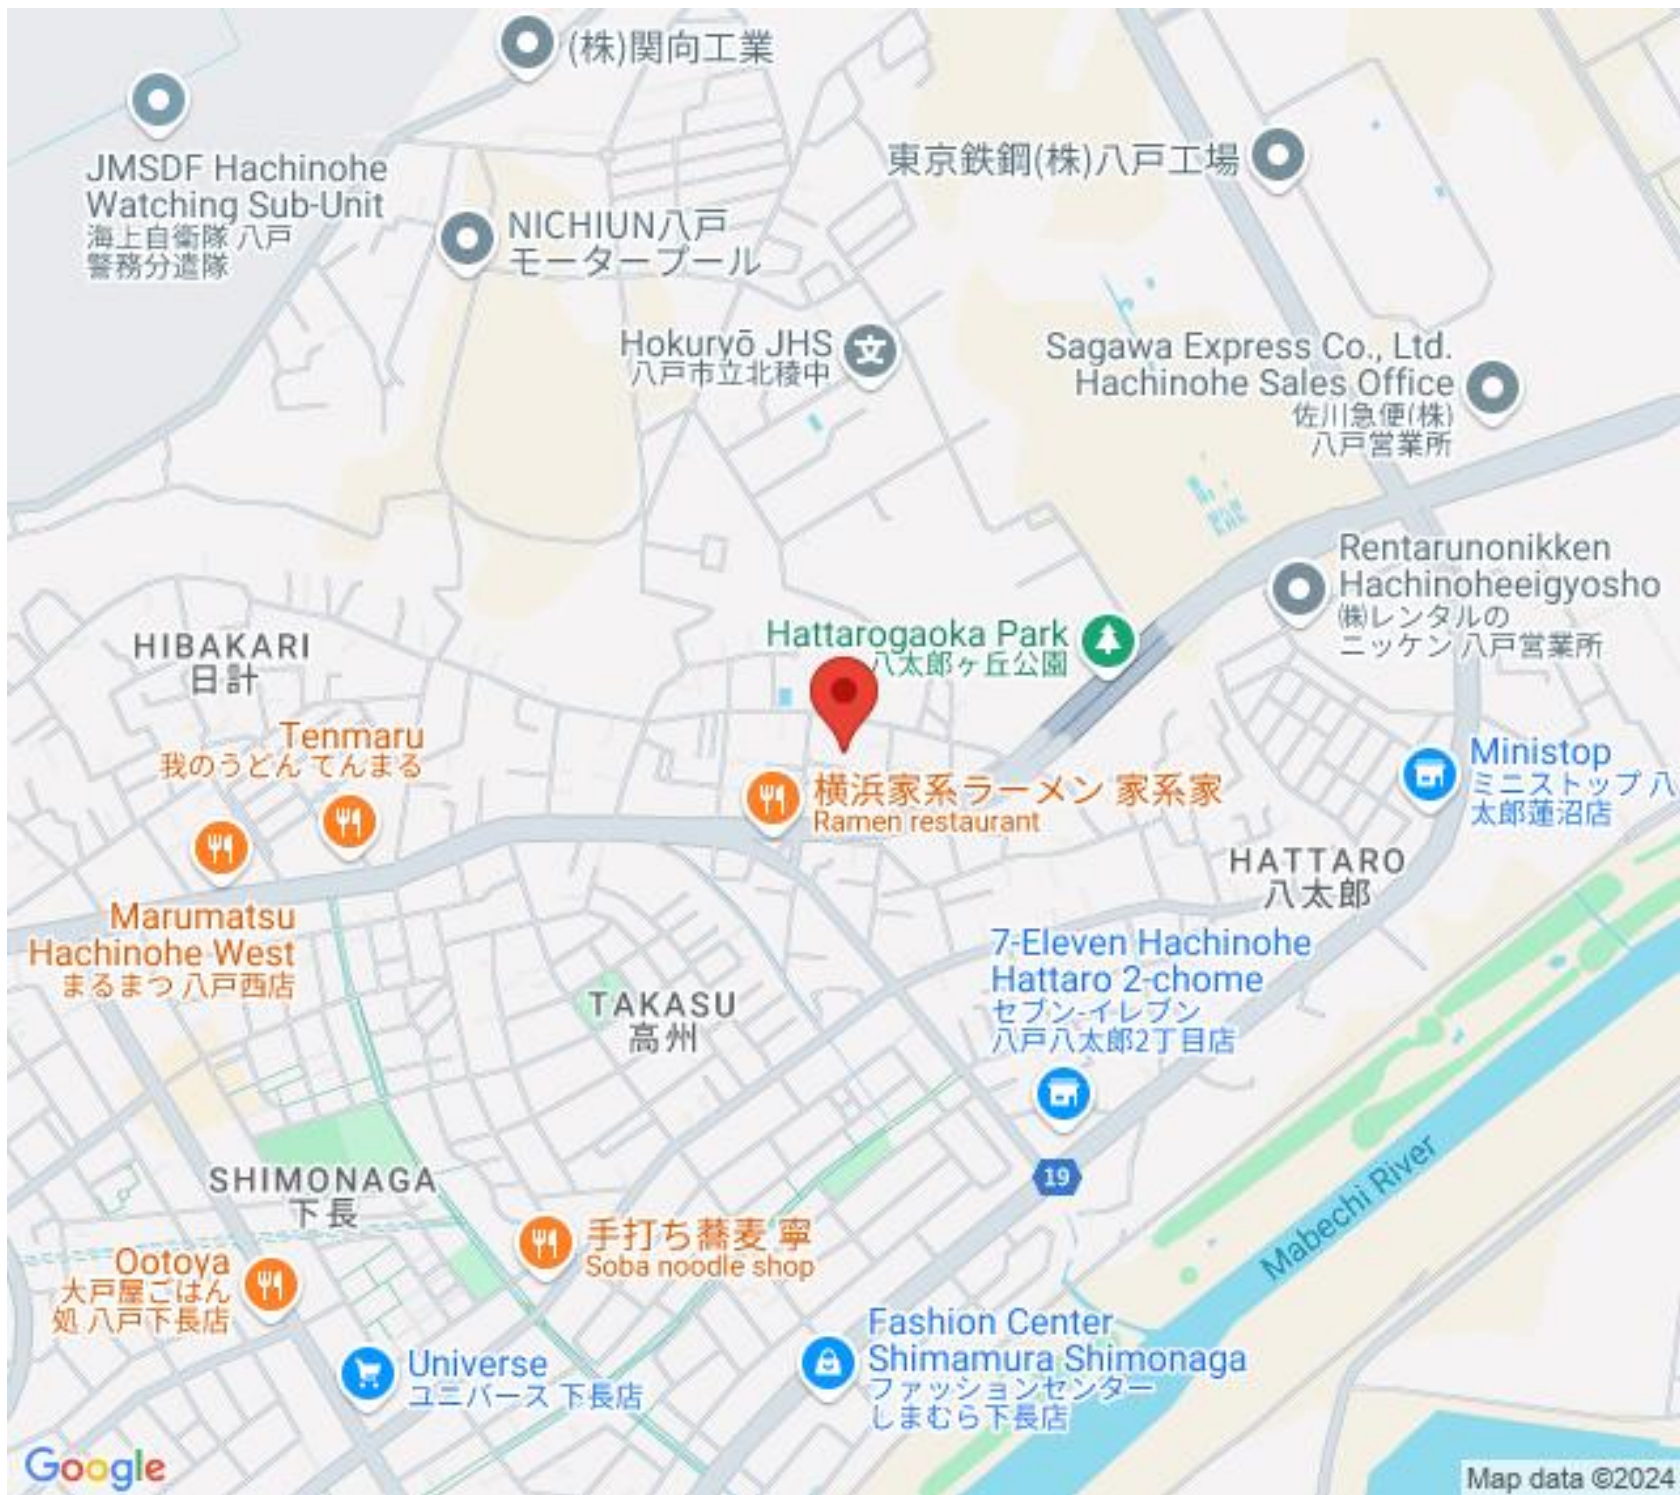 (株)関向工業
JMSDF Hachinohe
Watching Sub-Unit
海上自衛隊 八戸
警務分遣隊
東京鉄鋼(株)八戸工場
NICHIUN八戸
モータープール
Hokuryō JHS
八戸市立北稜中
Sagawa Express Co., Ltd.
Hachinohe Sales Office
佐川急便(株)
八戸営業所
Rentarunonikken
Hachinoheeigyosho
㈱レンタルの
ニッケン 八戸営業所
HIBAKARI
日計
Hattarogaoka Park
八太郎ヶ丘公園
Tenmaru
我のうどん てんまる
横浜家系ラーメン 家系家
Ramen restaurant
Ministop
ミニストップ 八
太郎蓮沼店
HATTARO
八太郎
Marumatsu
Hachinohe West
まるまつ 八戸西店
7-Eleven Hachinohe
Hattaro 2-chome
セブン-イレブン
八戸八太郎2丁目店
TAKASU
高州
SHIMONAGA
下長
19
Mabechi River
手打ち蕎麦 寧
Soba noodle shop
Ootoya
大戸屋ごはん
処 八戸下長店
Fashion Center
Shimamura Shimonaga
ファッションセンター
しまむら下長店
Universe
ユニバース 下長店
Google
Map data ©2024